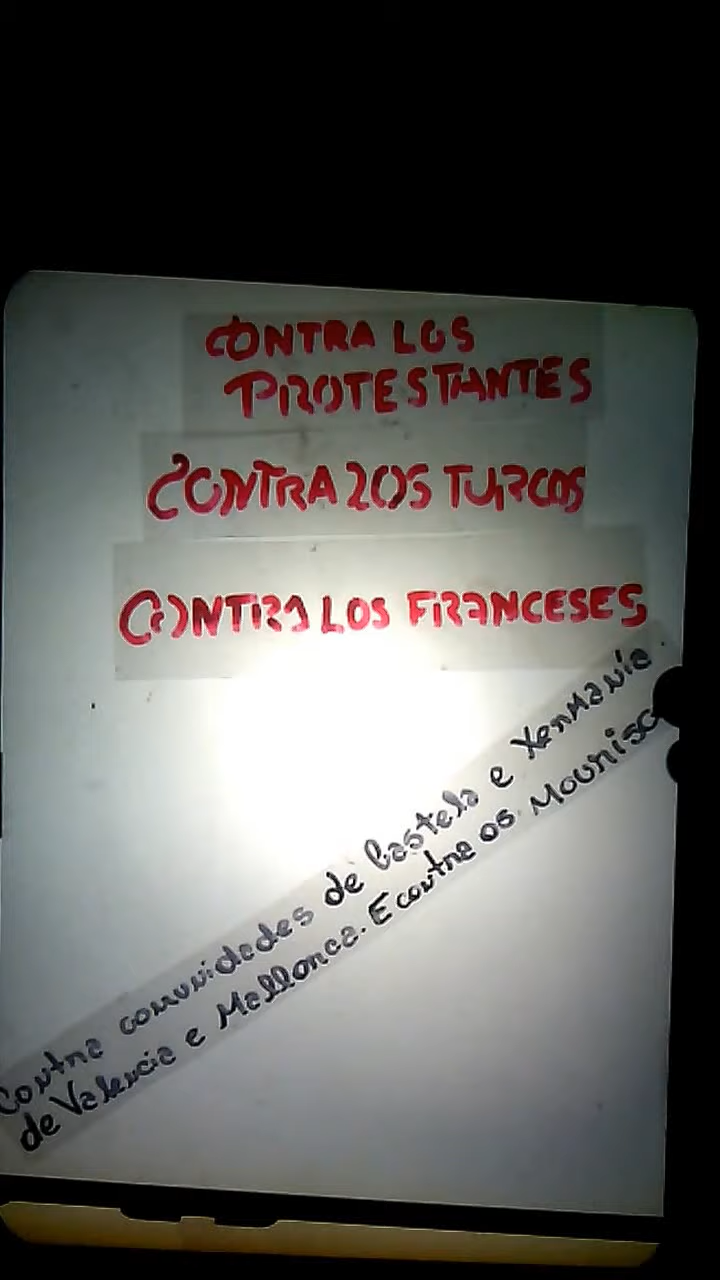 CONTRA LOS
PROTESTANTES
CONTRA LOS TURCOS
CONTRA LOS FRANCESES
Contra comunidades de Castela e Xermanía
de Valencia e Mallorca. E contra os Mourisc